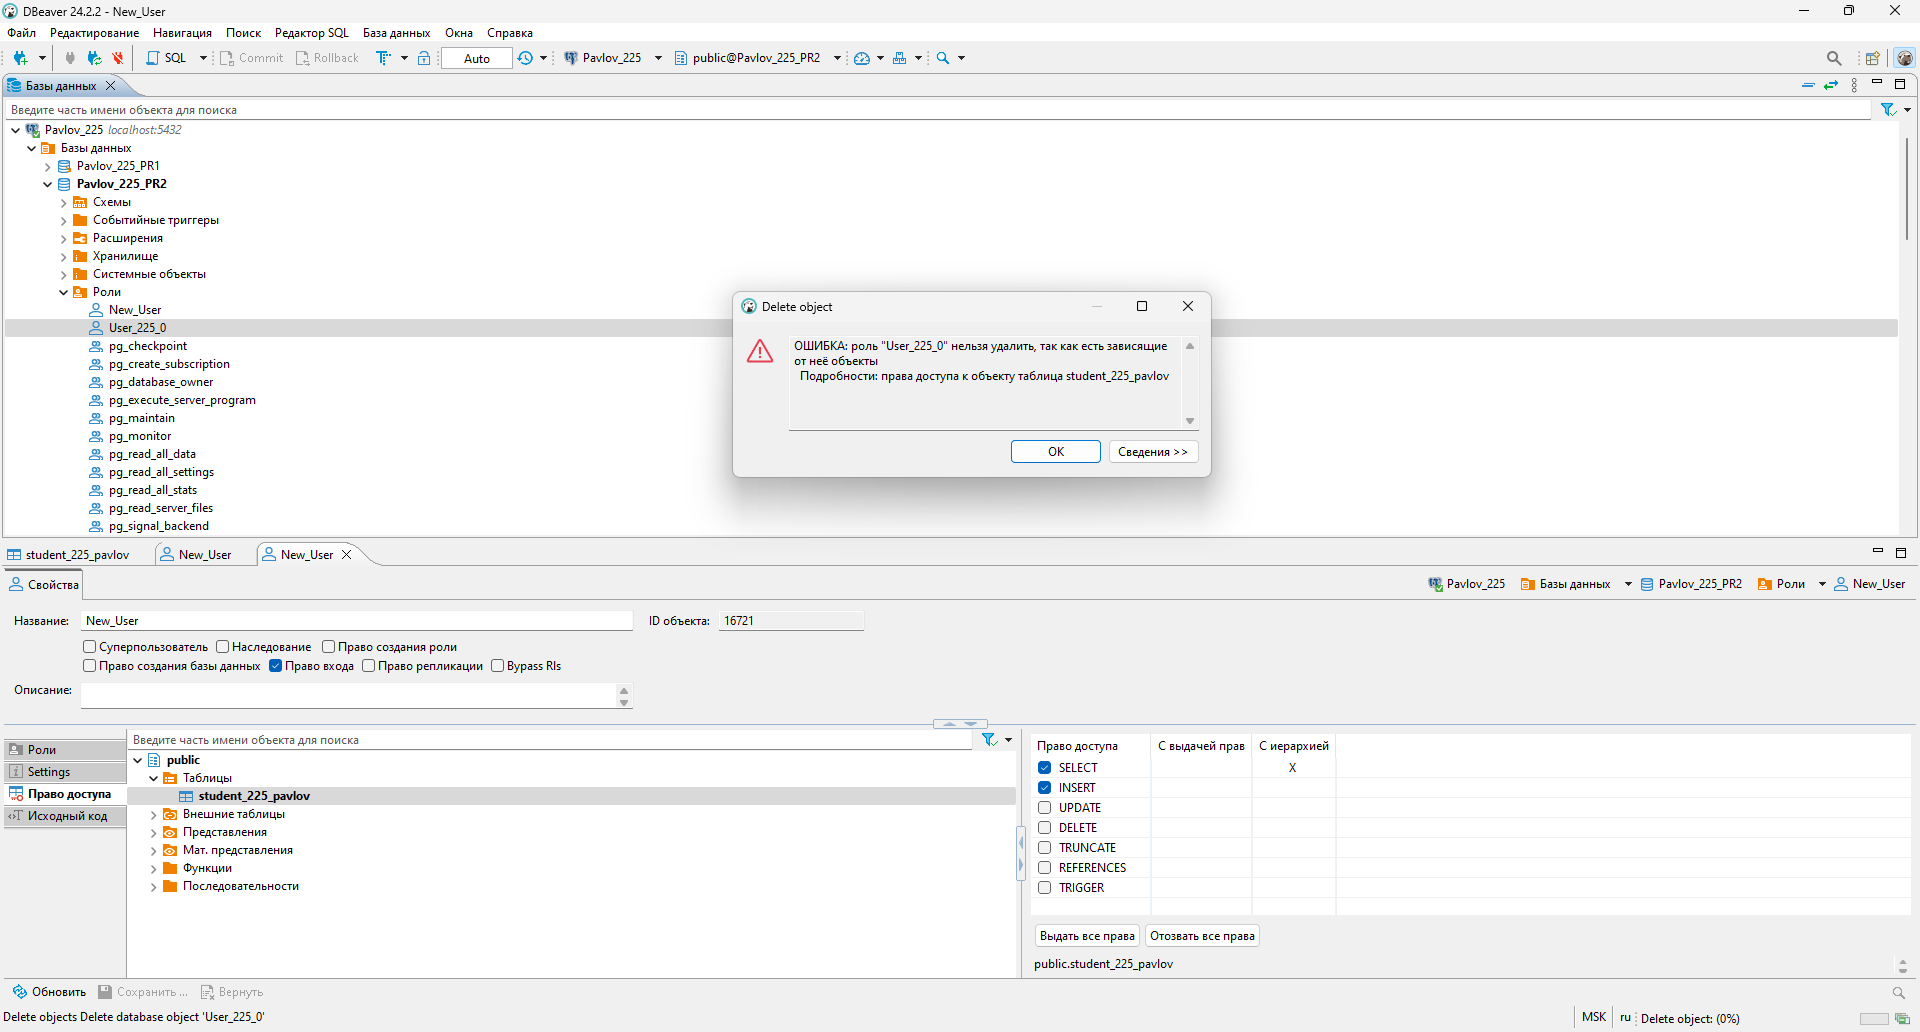 DBeaver 24.2.2 - New_User
Файл Редактирование Навигация Поиск Редактор SQL База данных Окна Справка
SQL Commit Rollback Auto Pavlov_225 public@Pavlov_225_PR2
Базы данных
Введите часть имени объекта для поиска
Pavlov_225 localhost:5432
Базы данных
Pavlov_225_PR1
Pavlov_225_PR2
Схемы
Событийные триггеры
Расширения
Хранилище
Системные объекты
Роли
New_User
User_225_0
pg_checkpoint
pg_create_subscription
pg_database_owner
pg_execute_server_program
pg_maintain
pg_monitor
pg_read_all_data
pg_read_all_settings
pg_read_all_stats
pg_read_server_files
pg_signal_backend
Delete object
ОШИБКА: роль "User_225_0" нельзя удалить, так как есть зависящие
от неё объекты
Подробности: права доступа к объекту таблица student_225_pavlov
OK Сведения >>
student_225_pavlov New_User New_User
Свойства
Pavlov_225 Базы данных Pavlov_225_PR2 Роли New_User
Название: New_User ID объекта: 16721
Суперпользователь Наследование Право создания роли
Право создания базы данных Право входа Право репликации Bypass Rls
Описание:
Роли
Settings
Право доступа
Исходный код
Введите часть имени объекта для поиска
public
Таблицы
student_225_pavlov
Внешние таблицы
Представления
Мат. представления
Функции
Последовательности
Право доступа С выдачей прав С иерархией
SELECT X
INSERT
UPDATE
DELETE
TRUNCATE
REFERENCES
TRIGGER
Выдать все права Отозвать все права
public.student_225_pavlov
Обновить Сохранить ... Вернуть
Delete objects Delete database object 'User_225_0'
MSK ru Delete object: (0%)